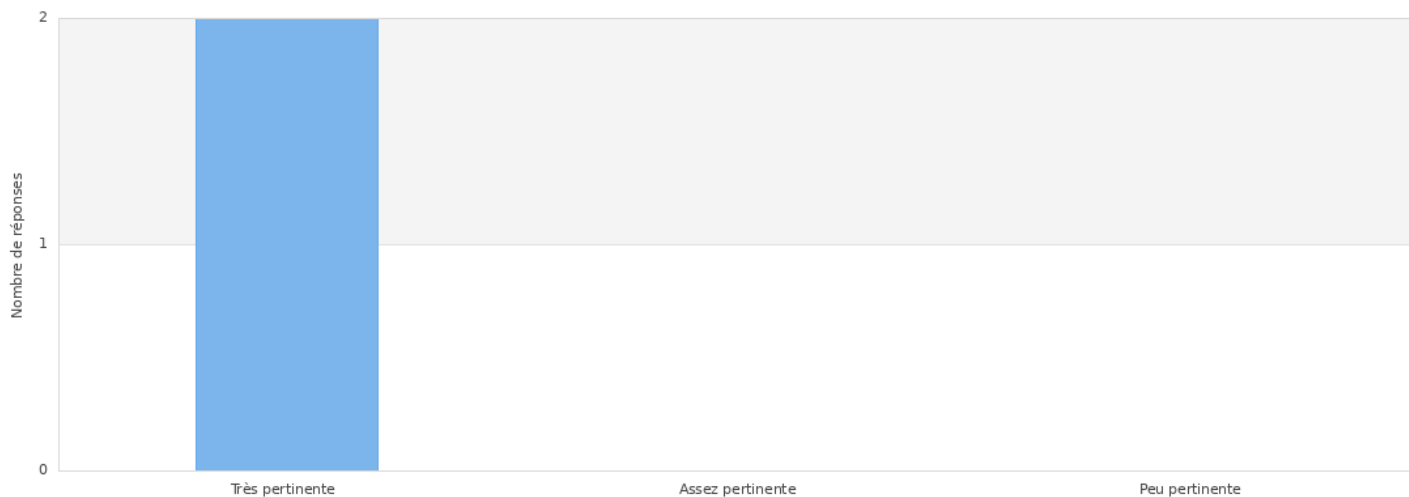 2
Nombre de réponses
1
0
Très pertinente
Assez pertinente
Peu pertinente